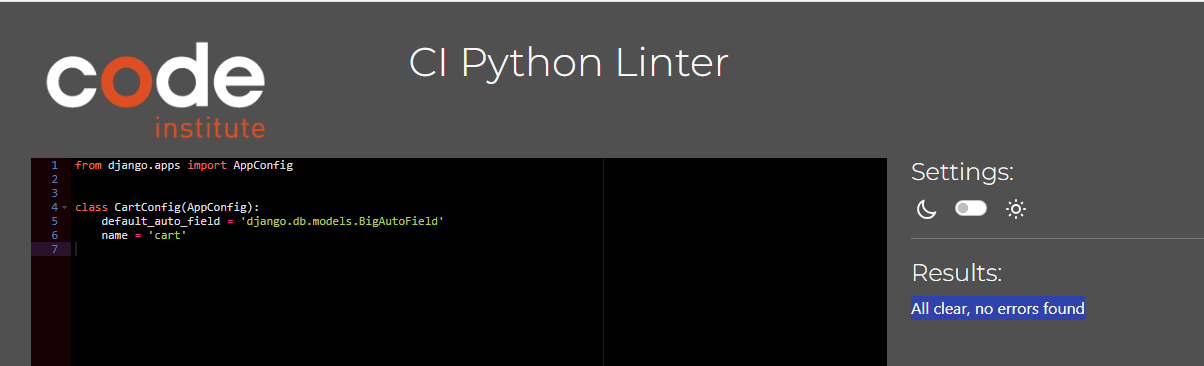 code
institute
CI Python Linter
1 from django.apps import AppConfig
2
3
4 class CartConfig(AppConfig):
5     default_auto_field = 'django.db.models.BigAutoField'
6     name = 'cart'
7
Settings:
Results:
All clear, no errors found